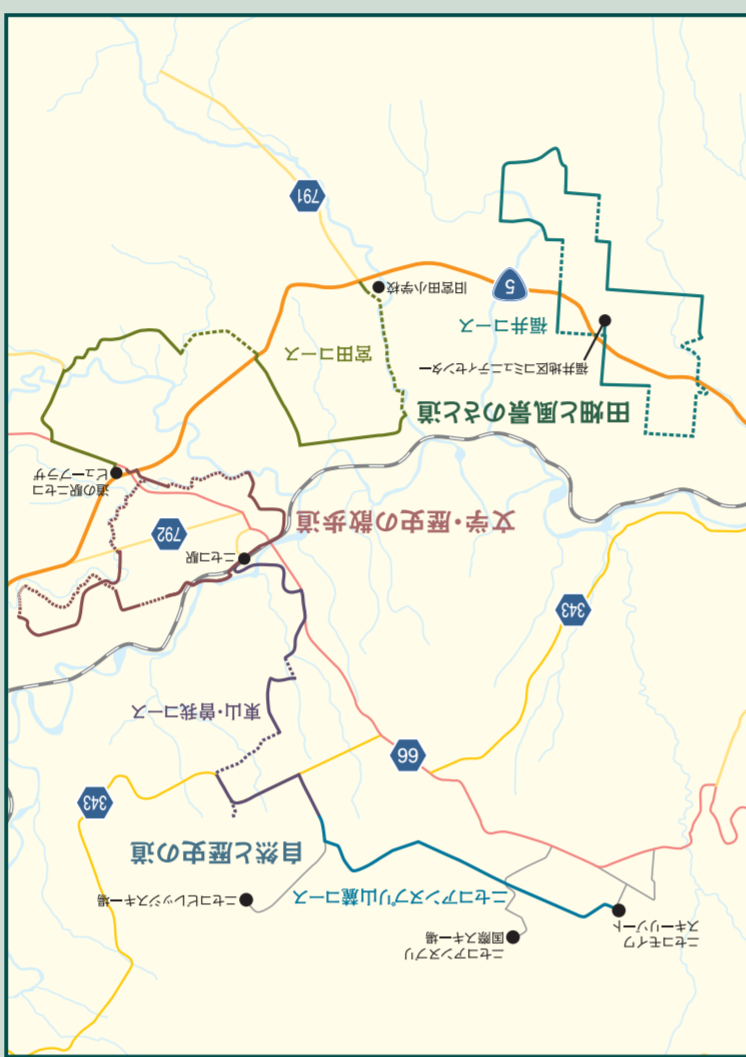 ニセコモイワ
スキーリゾート
ニセコアンヌプリ
国際スキー場
ニセコアンヌプリ山麓コース
ニセコビレッジスキー場
自然と歴史の道
343
66
東山・曽我コース
343
ニセコ駅
792
文学・歴史の散歩道
道の駅ニセコ
ビュープラザ
田畑と風景のさと道
福井地区コミュニティセンター
宮田コース
福井コース
5
旧宮田小学校
791